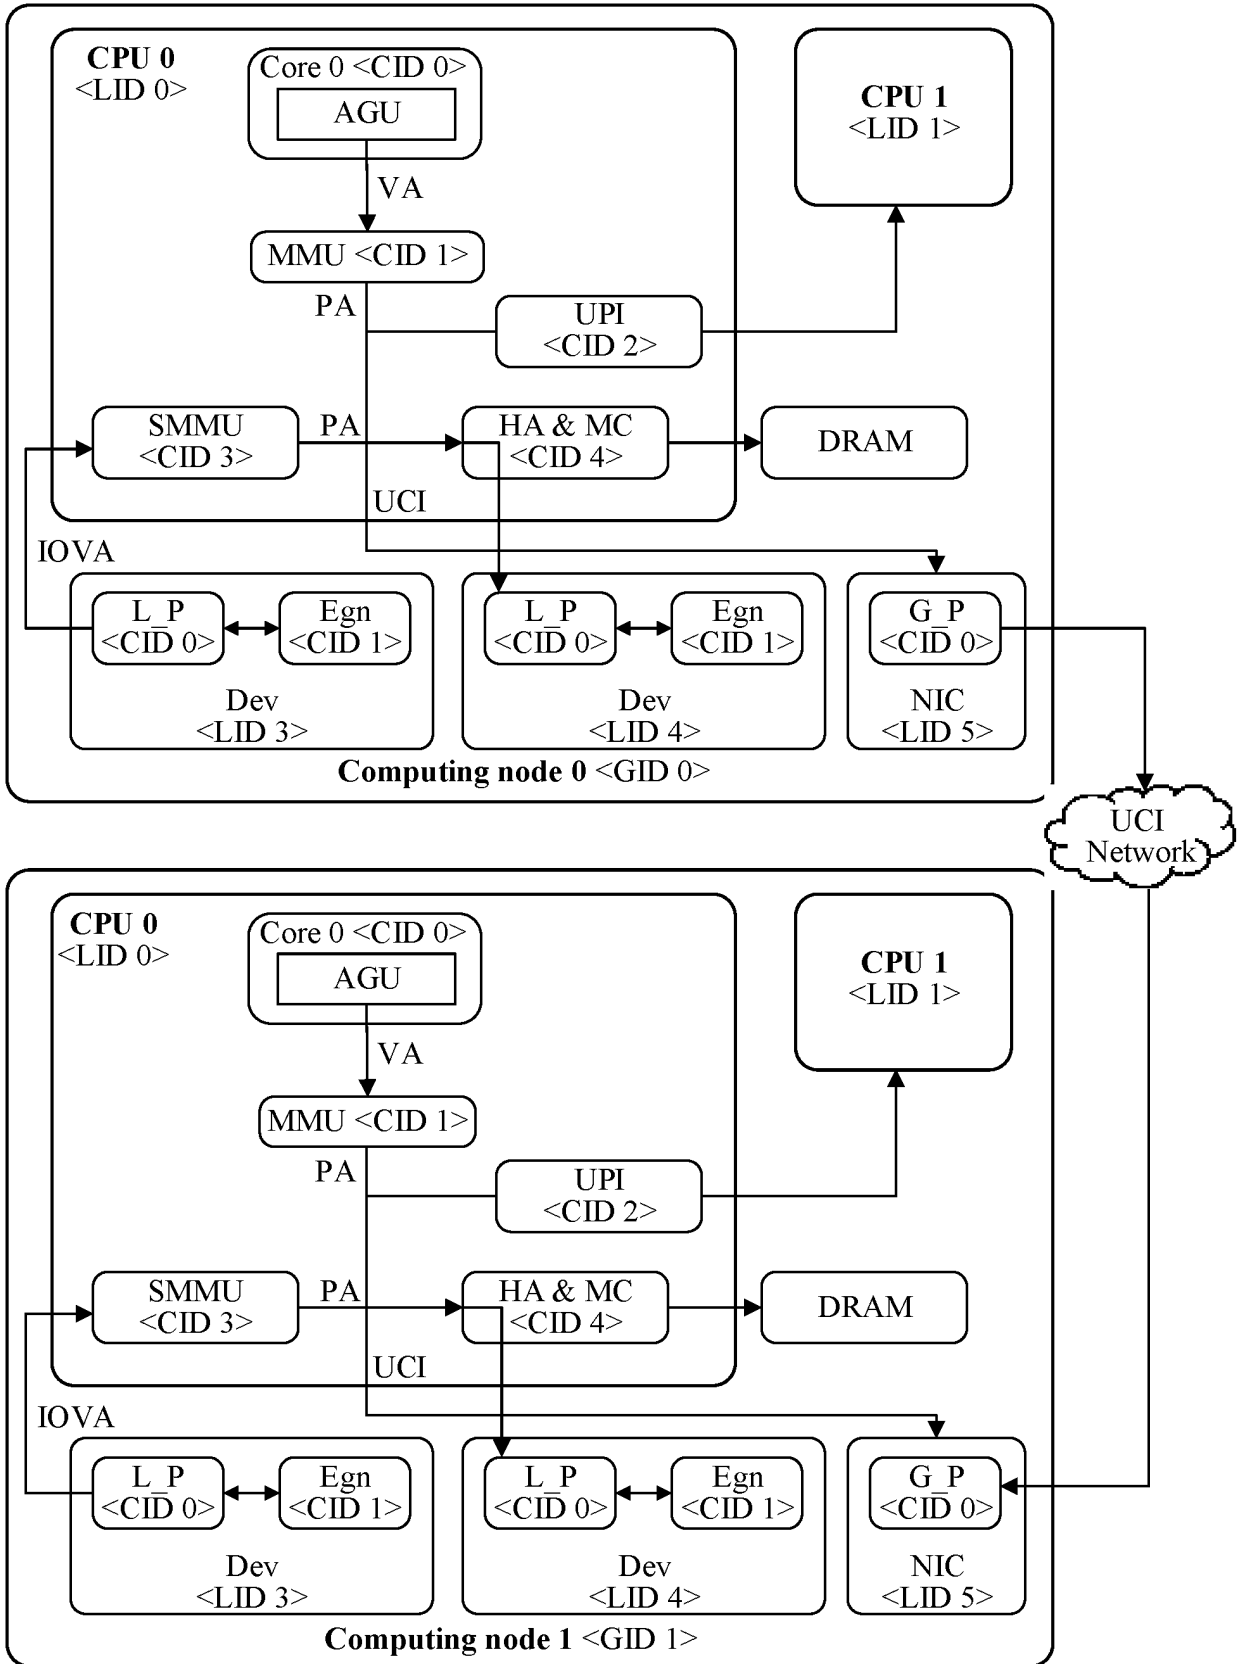 CPU 0
<LID 0>
Core 0 <CID 0>
AGU
CPU 1
<LID 1>
VA
MMU <CID 1>
PA
UPI
<CID 2>
SMMU
<CID 3>
PA
HA & MC
<CID 4>
DRAM
UCI
IOVA
L_P
<CID 0>
Egn
<CID 1>
Dev
<LID 3>
L_P
<CID 0>
Egn
<CID 1>
Dev
<LID 4>
G_P
<CID 0>
NIC
<LID 5>
Computing node 0 <GID 0>
UCI
Network
CPU 0
<LID 0>
Core 0 <CID 0>
AGU
CPU 1
<LID 1>
VA
MMU <CID 1>
PA
UPI
<CID 2>
SMMU
<CID 3>
PA
HA & MC
<CID 4>
DRAM
UCI
IOVA
L_P
<CID 0>
Egn
<CID 1>
Dev
<LID 3>
L_P
<CID 0>
Egn
<CID 1>
Dev
<LID 4>
G_P
<CID 0>
NIC
<LID 5>
Computing node 1 <GID 1>